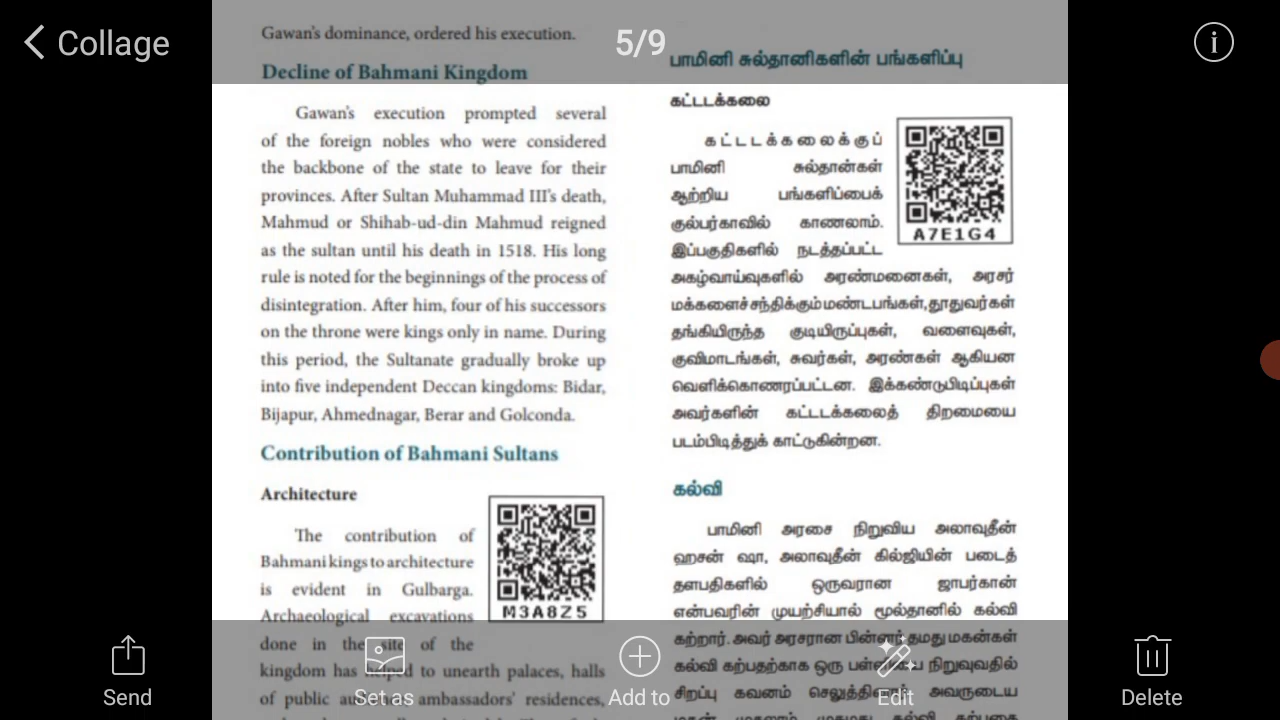 Collage
5/9
Gawan's dominance, ordered his execution.
Decline of Bahmani Kingdom
Gawan's execution prompted several
of the foreign nobles who were considered
the backbone of the state to leave for their
provinces. After Sultan Muhammad III's death,
Mahmud or Shihab-ud-din Mahmud reigned
as the sultan until his death in 1518. His long
rule is noted for the beginnings of the process of
disintegration. After him, four of his successors
on the throne were kings only in name. During
this period, the Sultanate gradually broke up
into five independent Deccan kingdoms: Bidar,
Bijapur, Ahmednagar, Berar and Golconda.
Contribution of Bahmani Sultans
Architecture
The contribution of
Bahmani kings to architecture
is evident in Gulbarga.
Archaeological excavations
done in the site of the
kingdom has helped to unearth palaces, halls
of public ambassadors' residences,
M3A8Z5
பாமினி சுல்தானிகளின் பங்களிப்பு
கட்டடக்கலை
கட்டடக்கலைக்குப்
பாமினி சுல்தான்கள்
ஆற்றிய பங்களிப்பைக்
குல்பர்காவில் காணலாம்.
இப்பகுதிகளில் நடத்தப்பட்ட
அகழ்வாய்வுகளில் அரண்மனைகள், அரசர்
மக்களைச்சந்திக்கும்மண்டபங்கள்,தூதுவர்கள்
தங்கியிருந்த குடியிருப்புகள், வளைவுகள்,
குவிமாடங்கள், சுவர்கள், அரண்கள் ஆகியன
வெளிக்கொணரப்பட்டன. இக்கண்டுபிடிப்புகள்
அவர்களின் கட்டடக்கலைத் திறமையை
படம்பிடித்துக் காட்டுகின்றன.
A7E1G4
கல்வி
பாமினி அரசை நிறுவிய அலாவுதீன்
ஹசன் ஷா, அலாவுதீன் கில்ஜியின் படைத்
தளபதிகளில் ஒருவரான ஜாபர்கான்
என்பவரின் முயற்சியால் மூல்தானில் கல்வி
கற்றார். அவர் அரசரான பின்னர் தமது மகன்கள்
கல்வி கற்பதற்காக ஒரு நிறுவுவதில்
சிறப்பு கவனம் அவருடைய
Send
Set as
Add to
Edit
Delete